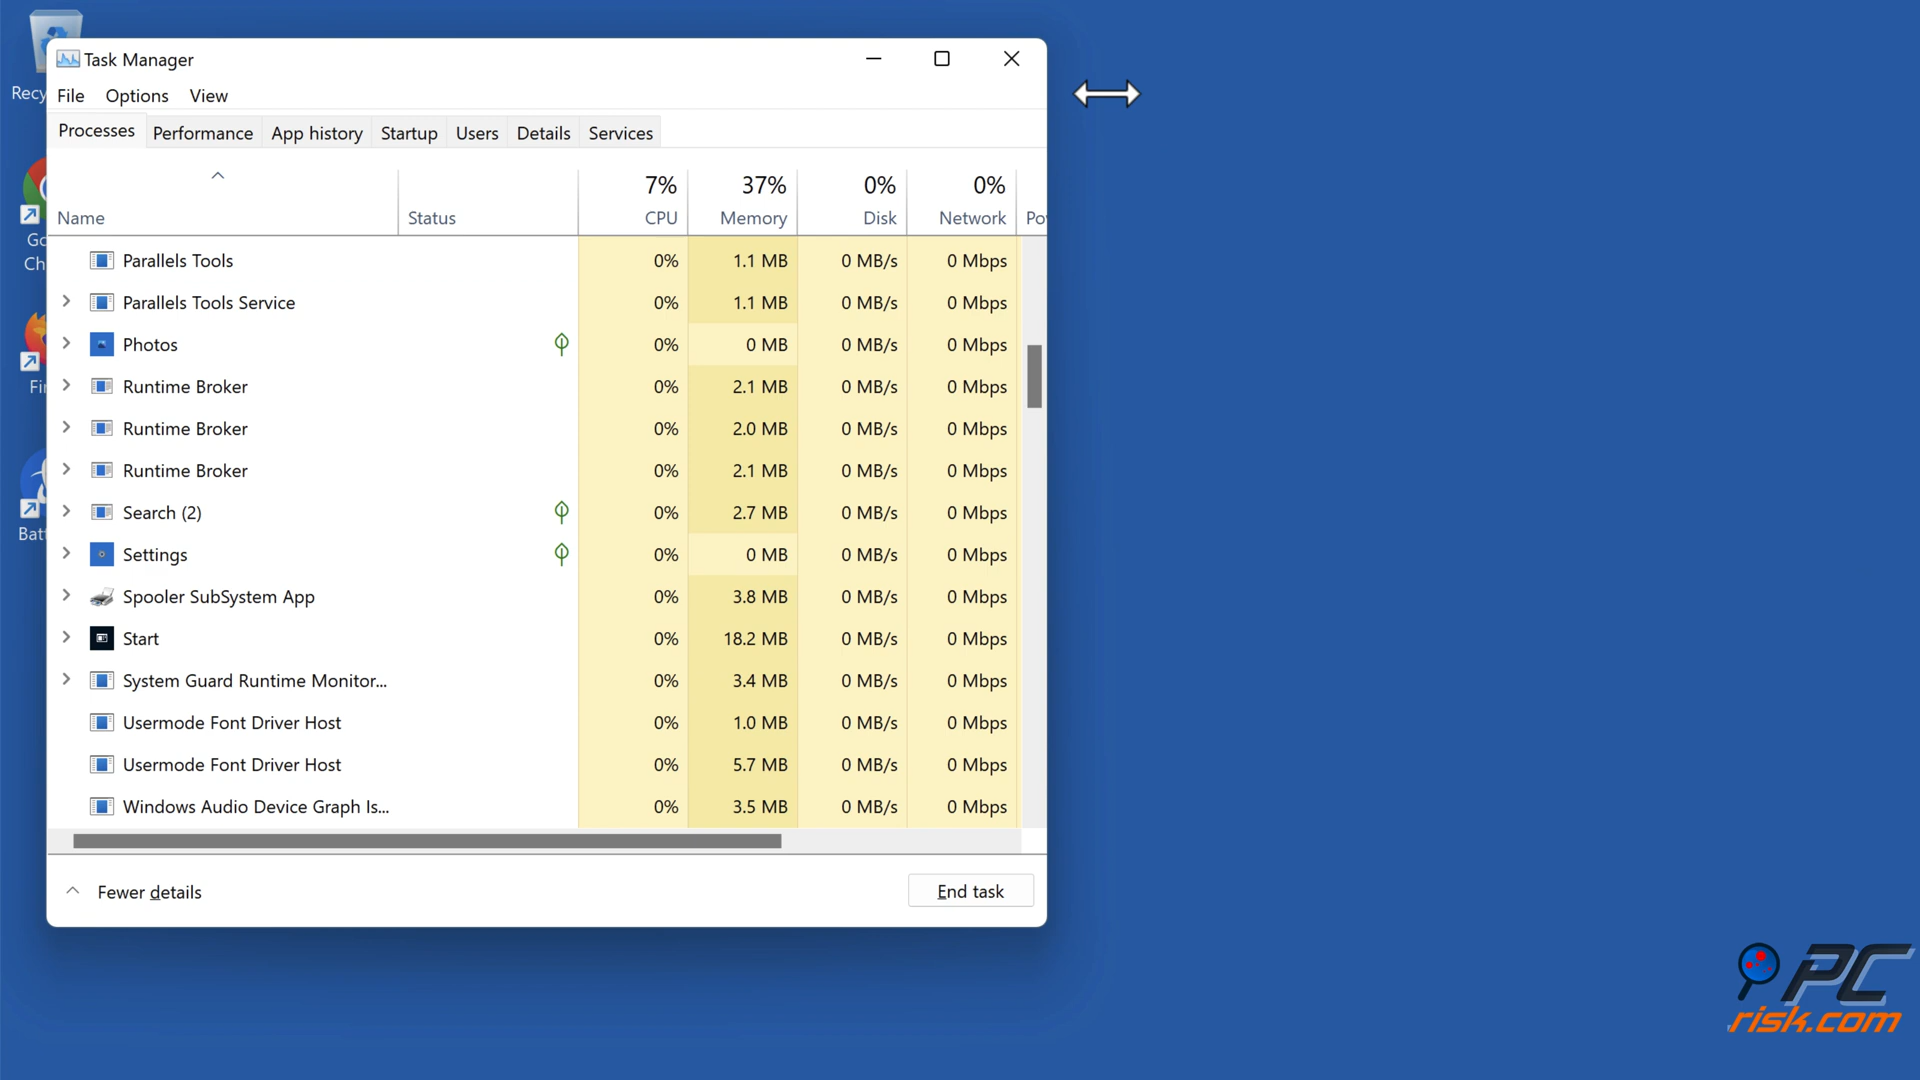 Task Manager
File Options View
Processes Performance App history Startup Users Details Services
7% 37% 0% 0%
Name Status CPU Memory Disk Network Po
Parallels Tools 0% 1.1 MB 0 MB/s 0 Mbps
Parallels Tools Service 0% 1.1 MB 0 MB/s 0 Mbps
Photos 0% 0 MB 0 MB/s 0 Mbps
Runtime Broker 0% 2.1 MB 0 MB/s 0 Mbps
Runtime Broker 0% 2.0 MB 0 MB/s 0 Mbps
Runtime Broker 0% 2.1 MB 0 MB/s 0 Mbps
Search (2) 0% 2.7 MB 0 MB/s 0 Mbps
Settings 0% 0 MB 0 MB/s 0 Mbps
Spooler SubSystem App 0% 3.8 MB 0 MB/s 0 Mbps
Start 0% 18.2 MB 0 MB/s 0 Mbps
System Guard Runtime Monitor... 0% 3.4 MB 0 MB/s 0 Mbps
Usermode Font Driver Host 0% 1.0 MB 0 MB/s 0 Mbps
Usermode Font Driver Host 0% 5.7 MB 0 MB/s 0 Mbps
Windows Audio Device Graph Is... 0% 3.5 MB 0 MB/s 0 Mbps
Fewer details End task
Recy
Go
Ch
Fi
Batt
PC
risk.com